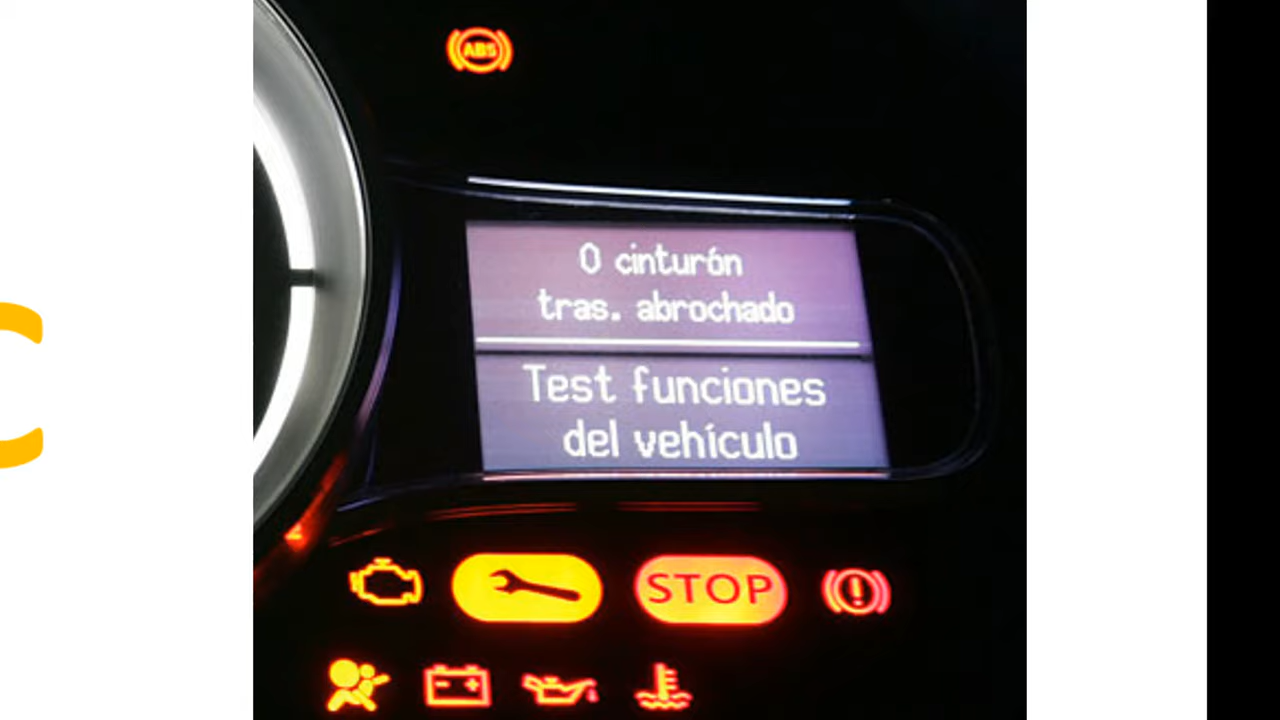 ABS
0 cinturón
tras. abrochado
Test funciones
del vehículo
STOP